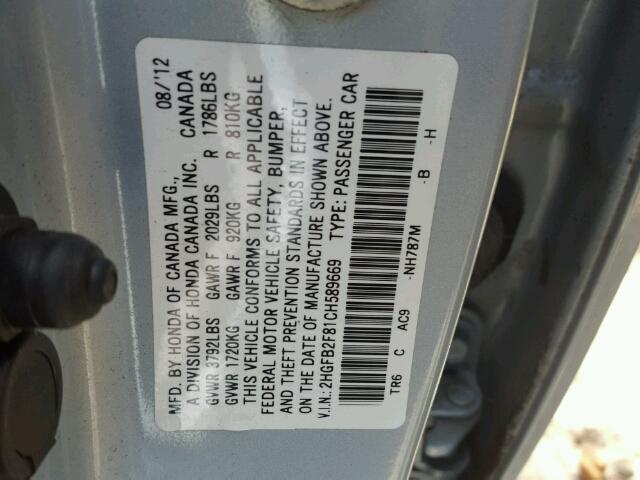 MFD. BY HONDA OF CANADA MFG., 08/'12
A DIVISION OF HONDA CANADA INC. CANADA
GVWR 3792LBS GAWR F 2029LBS R 1786LBS
GVWR 1720KG GAWR F 920KG R 810KG
THIS VEHICLE CONFORMS TO ALL APPLICABLE
FEDERAL MOTOR VEHICLE SAFETY, BUMPER,
AND THEFT PREVENTION STANDARDS IN EFFECT
ON THE DATE OF MANUFACTURE SHOWN ABOVE.
V.I.N.: 2HGFB2F81CH589669 TYPE: PASSENGER CAR
TR6 C AC9 -NH787M -B -H